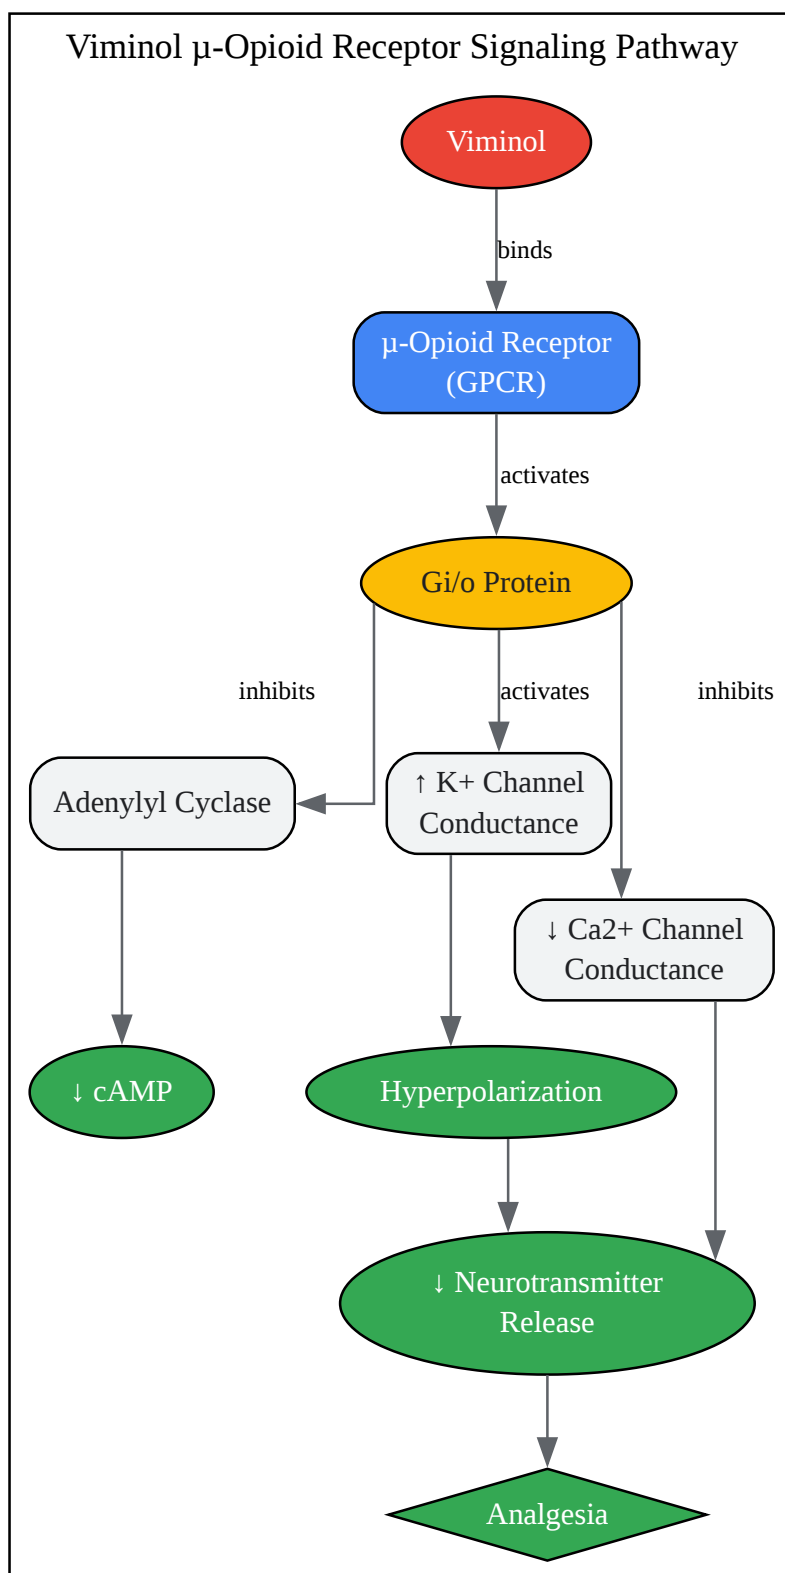 Viminol µ-Opioid Receptor Signaling Pathway
Viminol
binds
µ-Opioid Receptor
(GPCR)
activates
Gi/o Protein
inhibits
activates
inhibits
Adenylyl Cyclase
↑ K+ Channel
Conductance
↓ Ca2+ Channel
Conductance
↓ cAMP
Hyperpolarization
↓ Neurotransmitter
Release
Analgesia